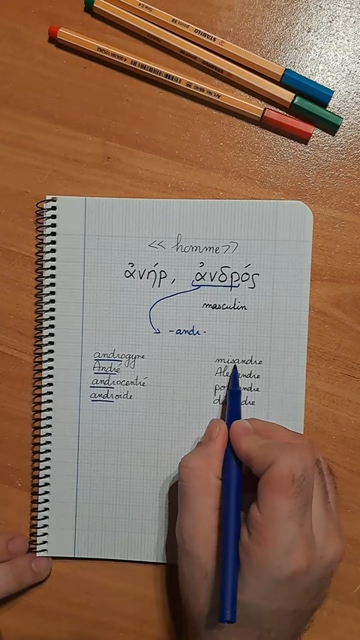 << homme >>
ἀνήρ, ἀνδρός
masculin
-andr-
androgyne
André
androcentré
androïde
misandre